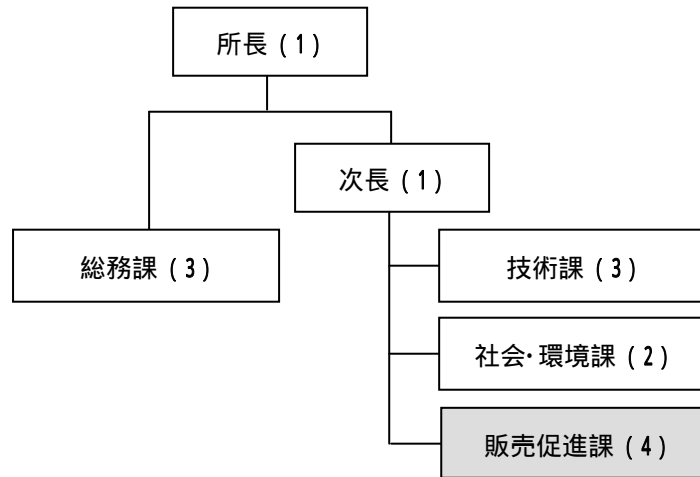 所長 (1)
次長 (1)
総務課 (3)
技術課 (3)
社会・環境課 (2)
販売促進課 (4)